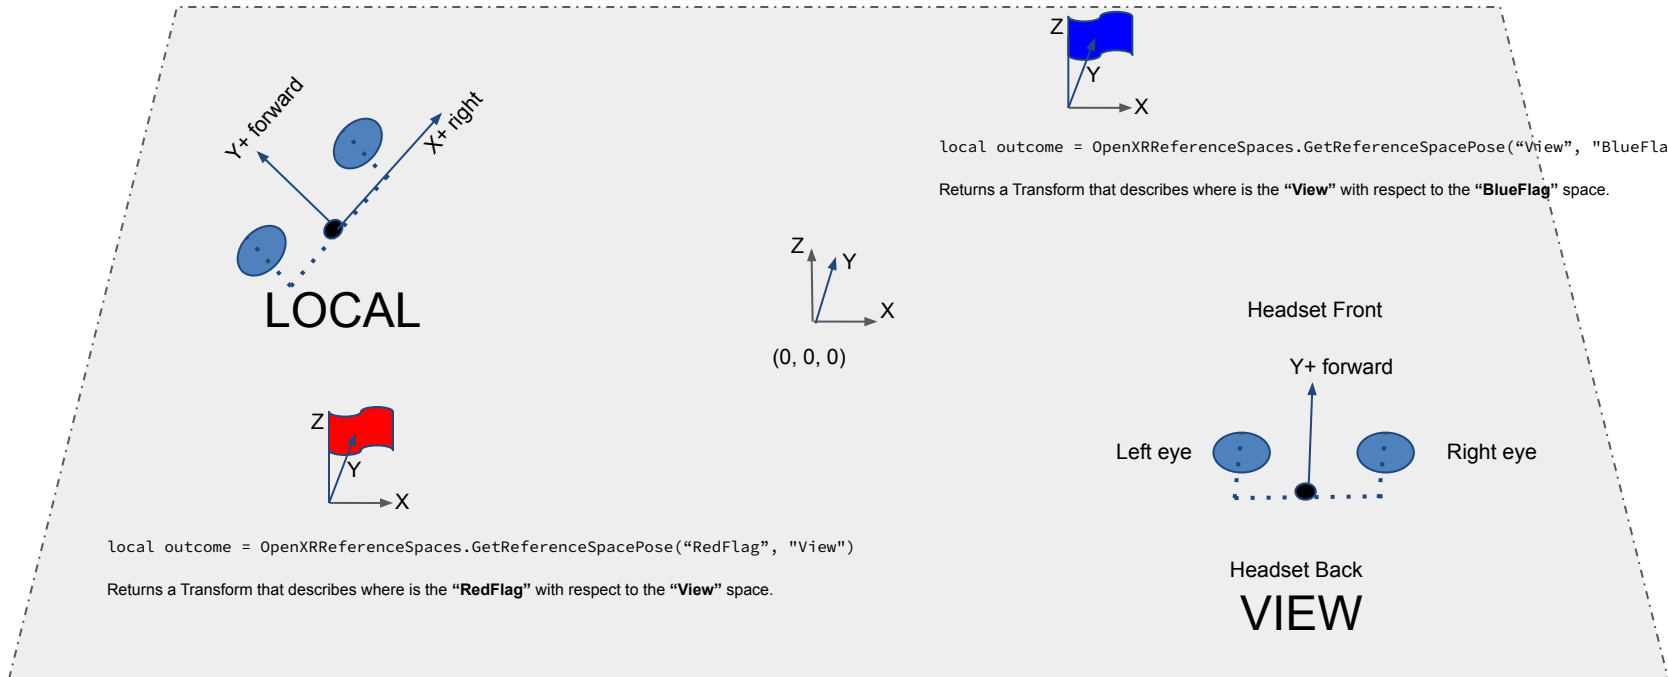 Z
Y
X
local outcome = OpenXRReferenceSpaces.GetReferenceSpacePose(“View”, "BlueFla
Returns a Transform that describes where is the “View” with respect to the “BlueFlag” space.
Y+ forward
X+ right
LOCAL
Z
Y
X
(0, 0, 0)
Headset Front
Y+ forward
Left eye
Right eye
Headset Back
VIEW
Z
Y
X
local outcome = OpenXRReferenceSpaces.GetReferenceSpacePose(“RedFlag”, "View")
Returns a Transform that describes where is the “RedFlag” with respect to the “View” space.